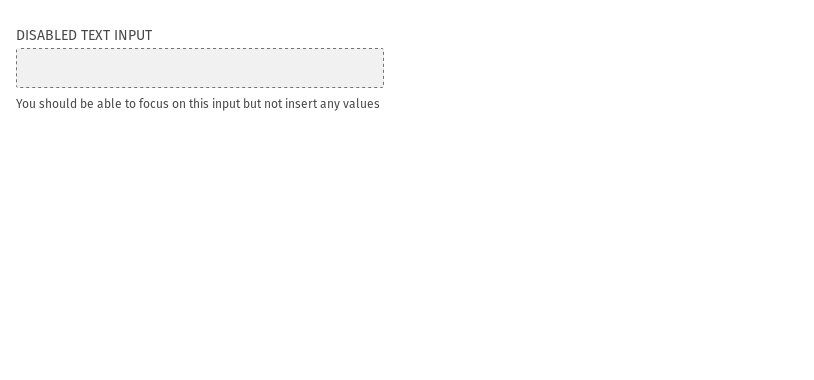 DISABLED TEXT INPUT
You should be able to focus on this input but not insert any values